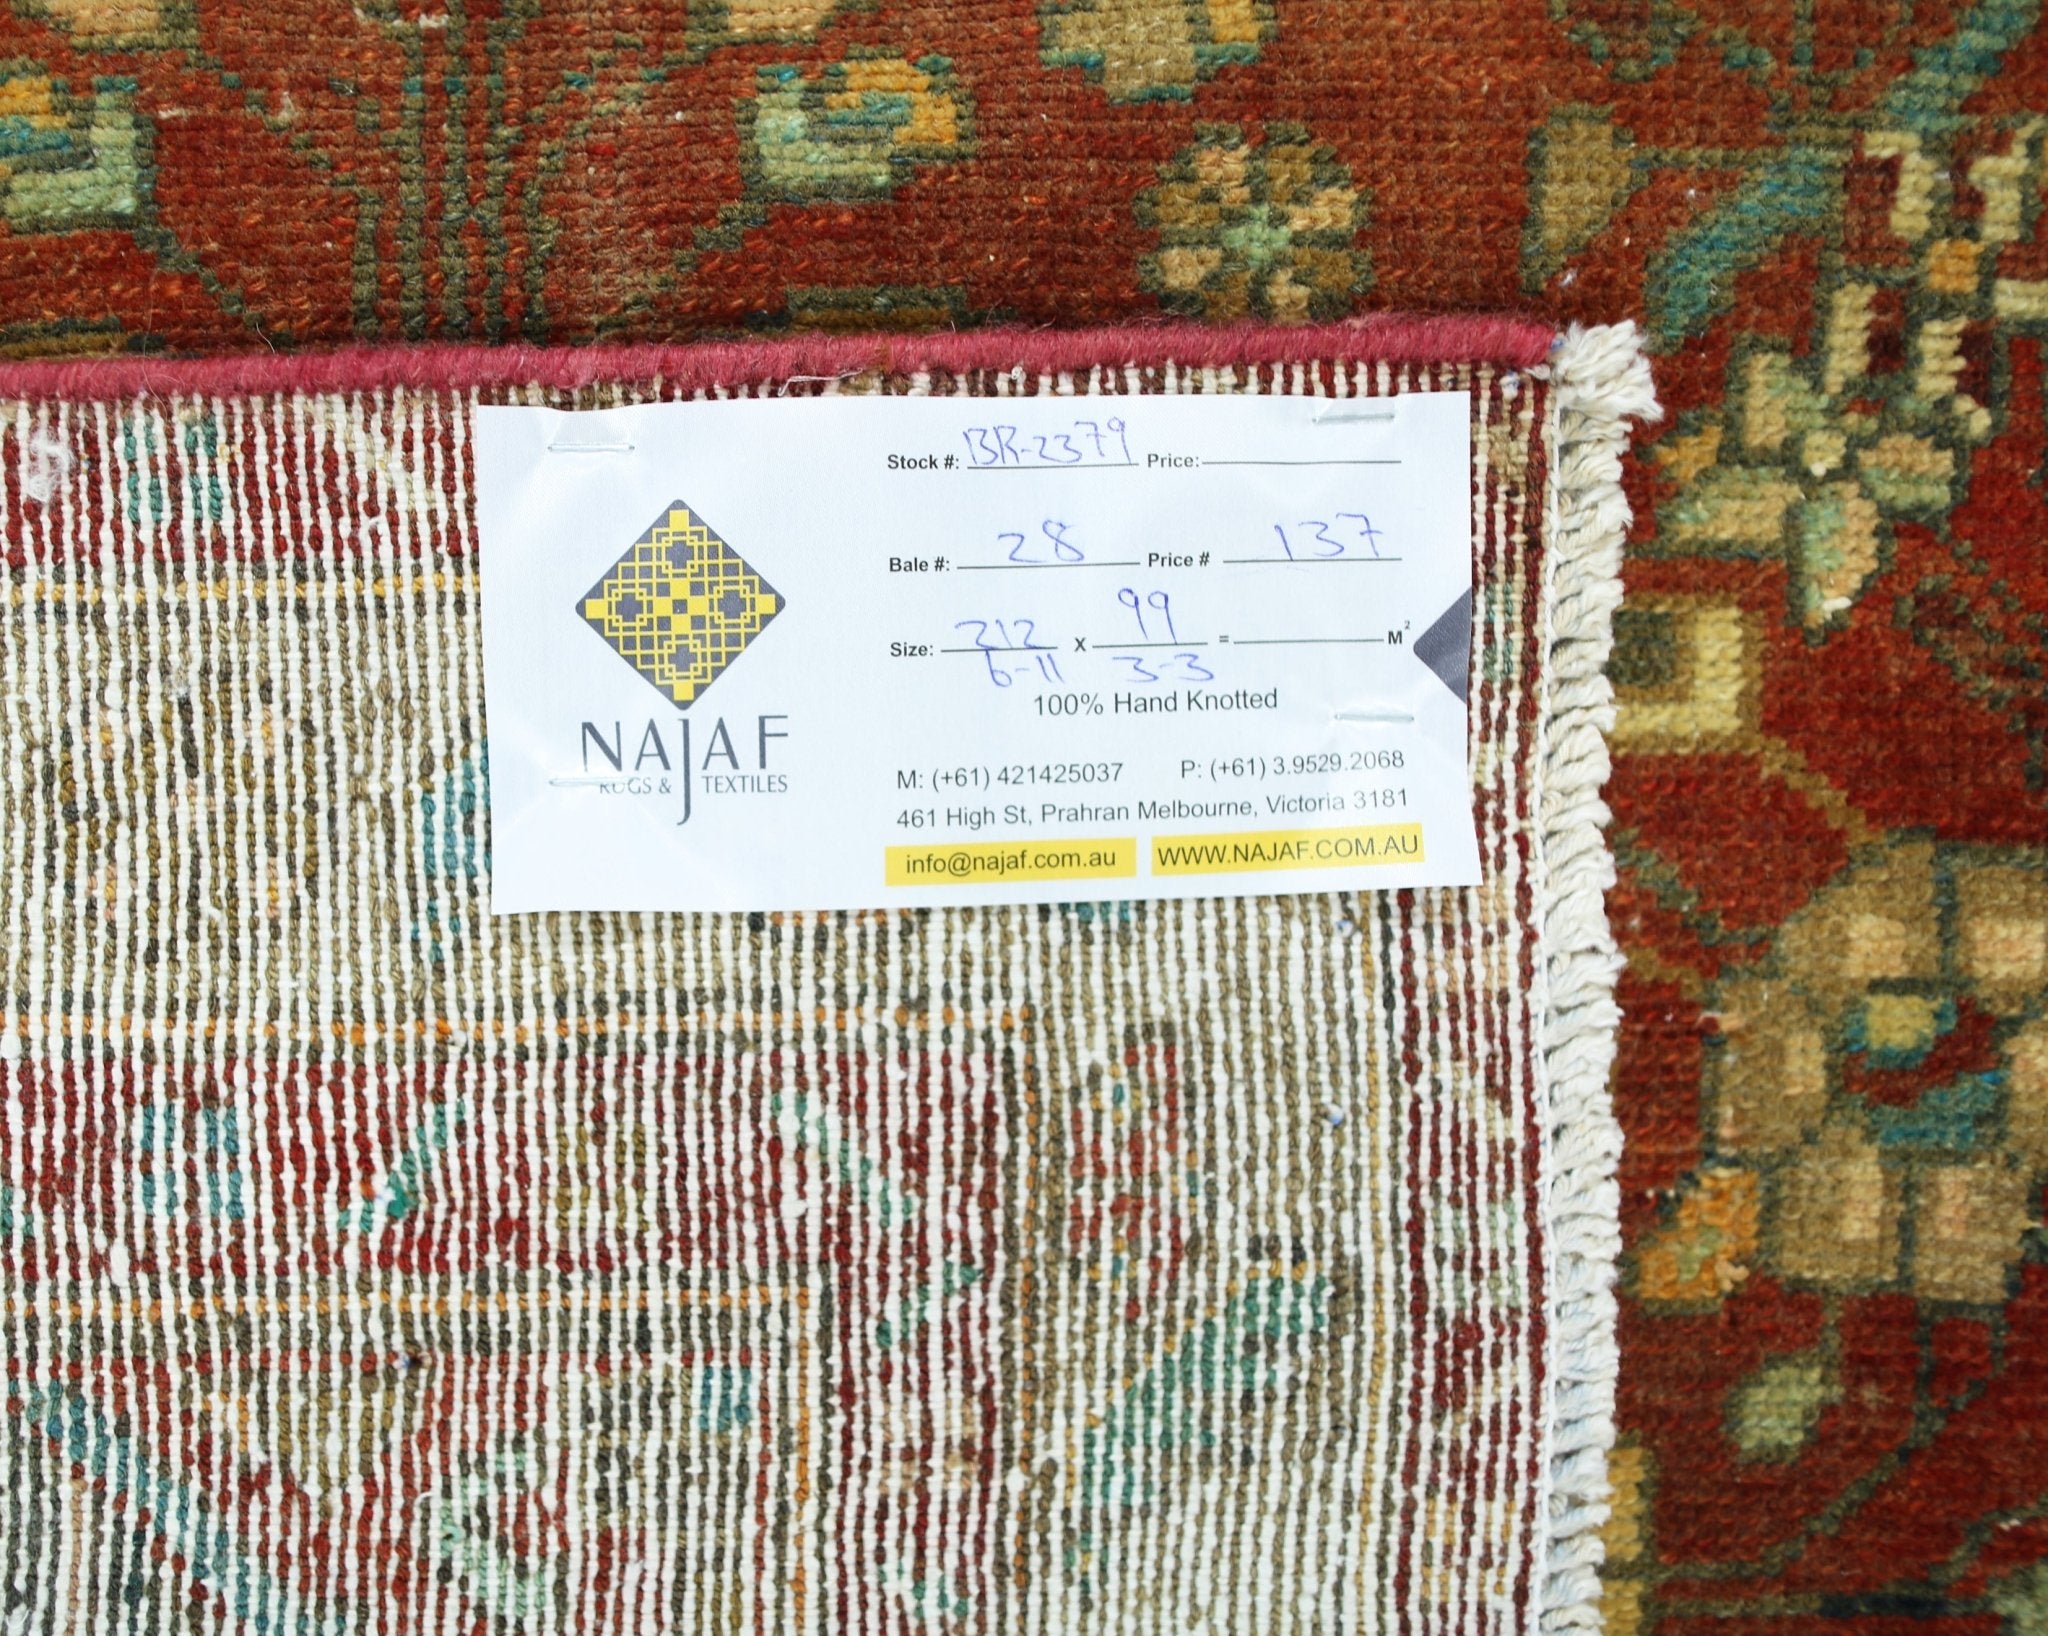 Stock #: BR-2379 Price:
Bale #: 28 Price # 137
Size: 212 x 99 = M²
6-11 3-3
100% Hand Knotted
NAJAF
RUGS & TEXTILES
M: (+61) 421425037 P: (+61) 3.9529.2068
461 High St, Prahran Melbourne, Victoria 3181
info@najaf.com.au WWW.NAJAF.COM.AU